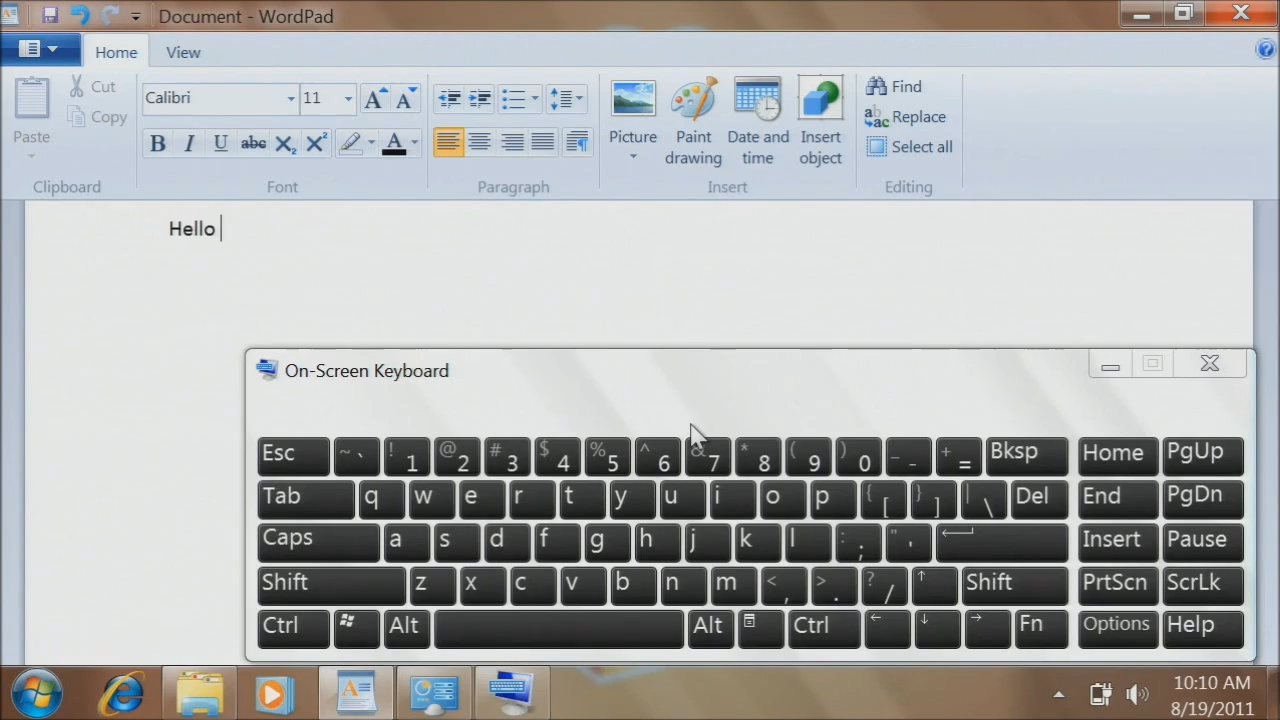 Document - WordPad
Home View
Cut
Copy
Paste
Clipboard
Calibri 11
B I U abc X₂ X²
A
Font
Paragraph
Picture
Paint drawing
Date and time
Insert object
Insert
Find
Replace
Select all
Editing
Hello
On-Screen Keyboard
Esc ~ ` ! 1 @ 2 # 3 $ 4 % 5 ^ 6 & 7 * 8 ( 9 ) 0 _ - + = Bksp Home PgUp
Tab q w e r t y u i o p { [ } ] | \ Del End PgDn
Caps a s d f g h j k l : ; " ' Insert Pause
Shift z x c v b n m < , > . ? / ↑ Shift PrtScn ScrLk
Ctrl Alt Alt Ctrl ← ↓ → Fn Options Help
10:10 AM
8/19/2011